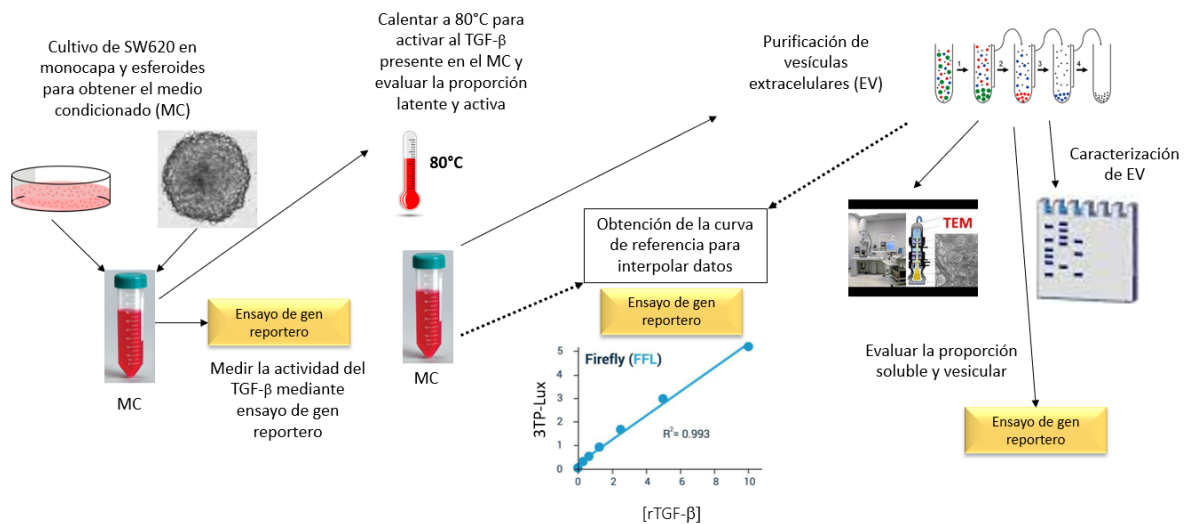 Cultivo de SW620 en
monocapa y esferoides
para obtener el medio
condicionado (MC)
MC
Ensayo de gen
reportero
Medir la actividad del
TGF-β mediante
ensayo de gen
reportero
Calentar a 80°C para
activar al TGF-β
presente en el MC y
evaluar la proporción
latente y activa
80°C
MC
Obtención de la curva
de referencia para
interpolar datos
Ensayo de gen
reportero
Firefly (FFL)
3TP-Lux
5
4
3
2
1
0
R²= 0.993
0 2 4 6 8 10
[rTGF-β]
Purificación de
vesículas
extracelulares (EV)
1 2 3 4
TEM
Caracterización
de EV
Evaluar la proporción
soluble y vesicular
Ensayo de gen
reportero